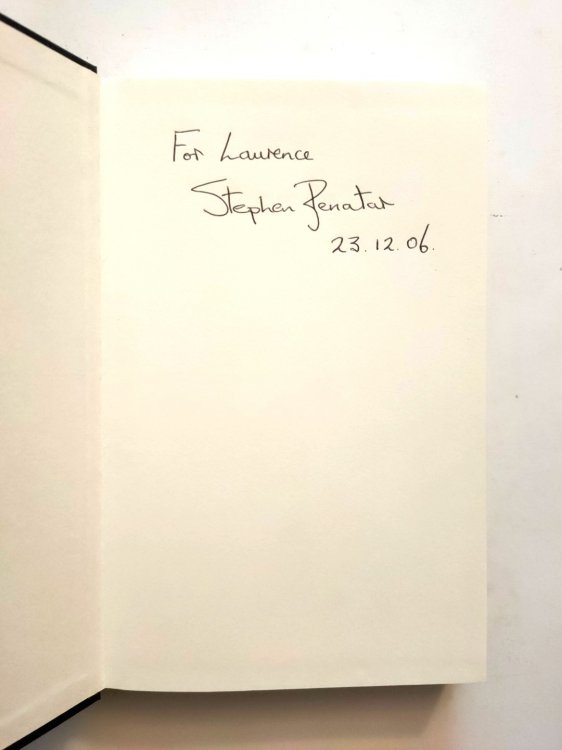 For Laurence
Stephen Benatar
23.12.06.